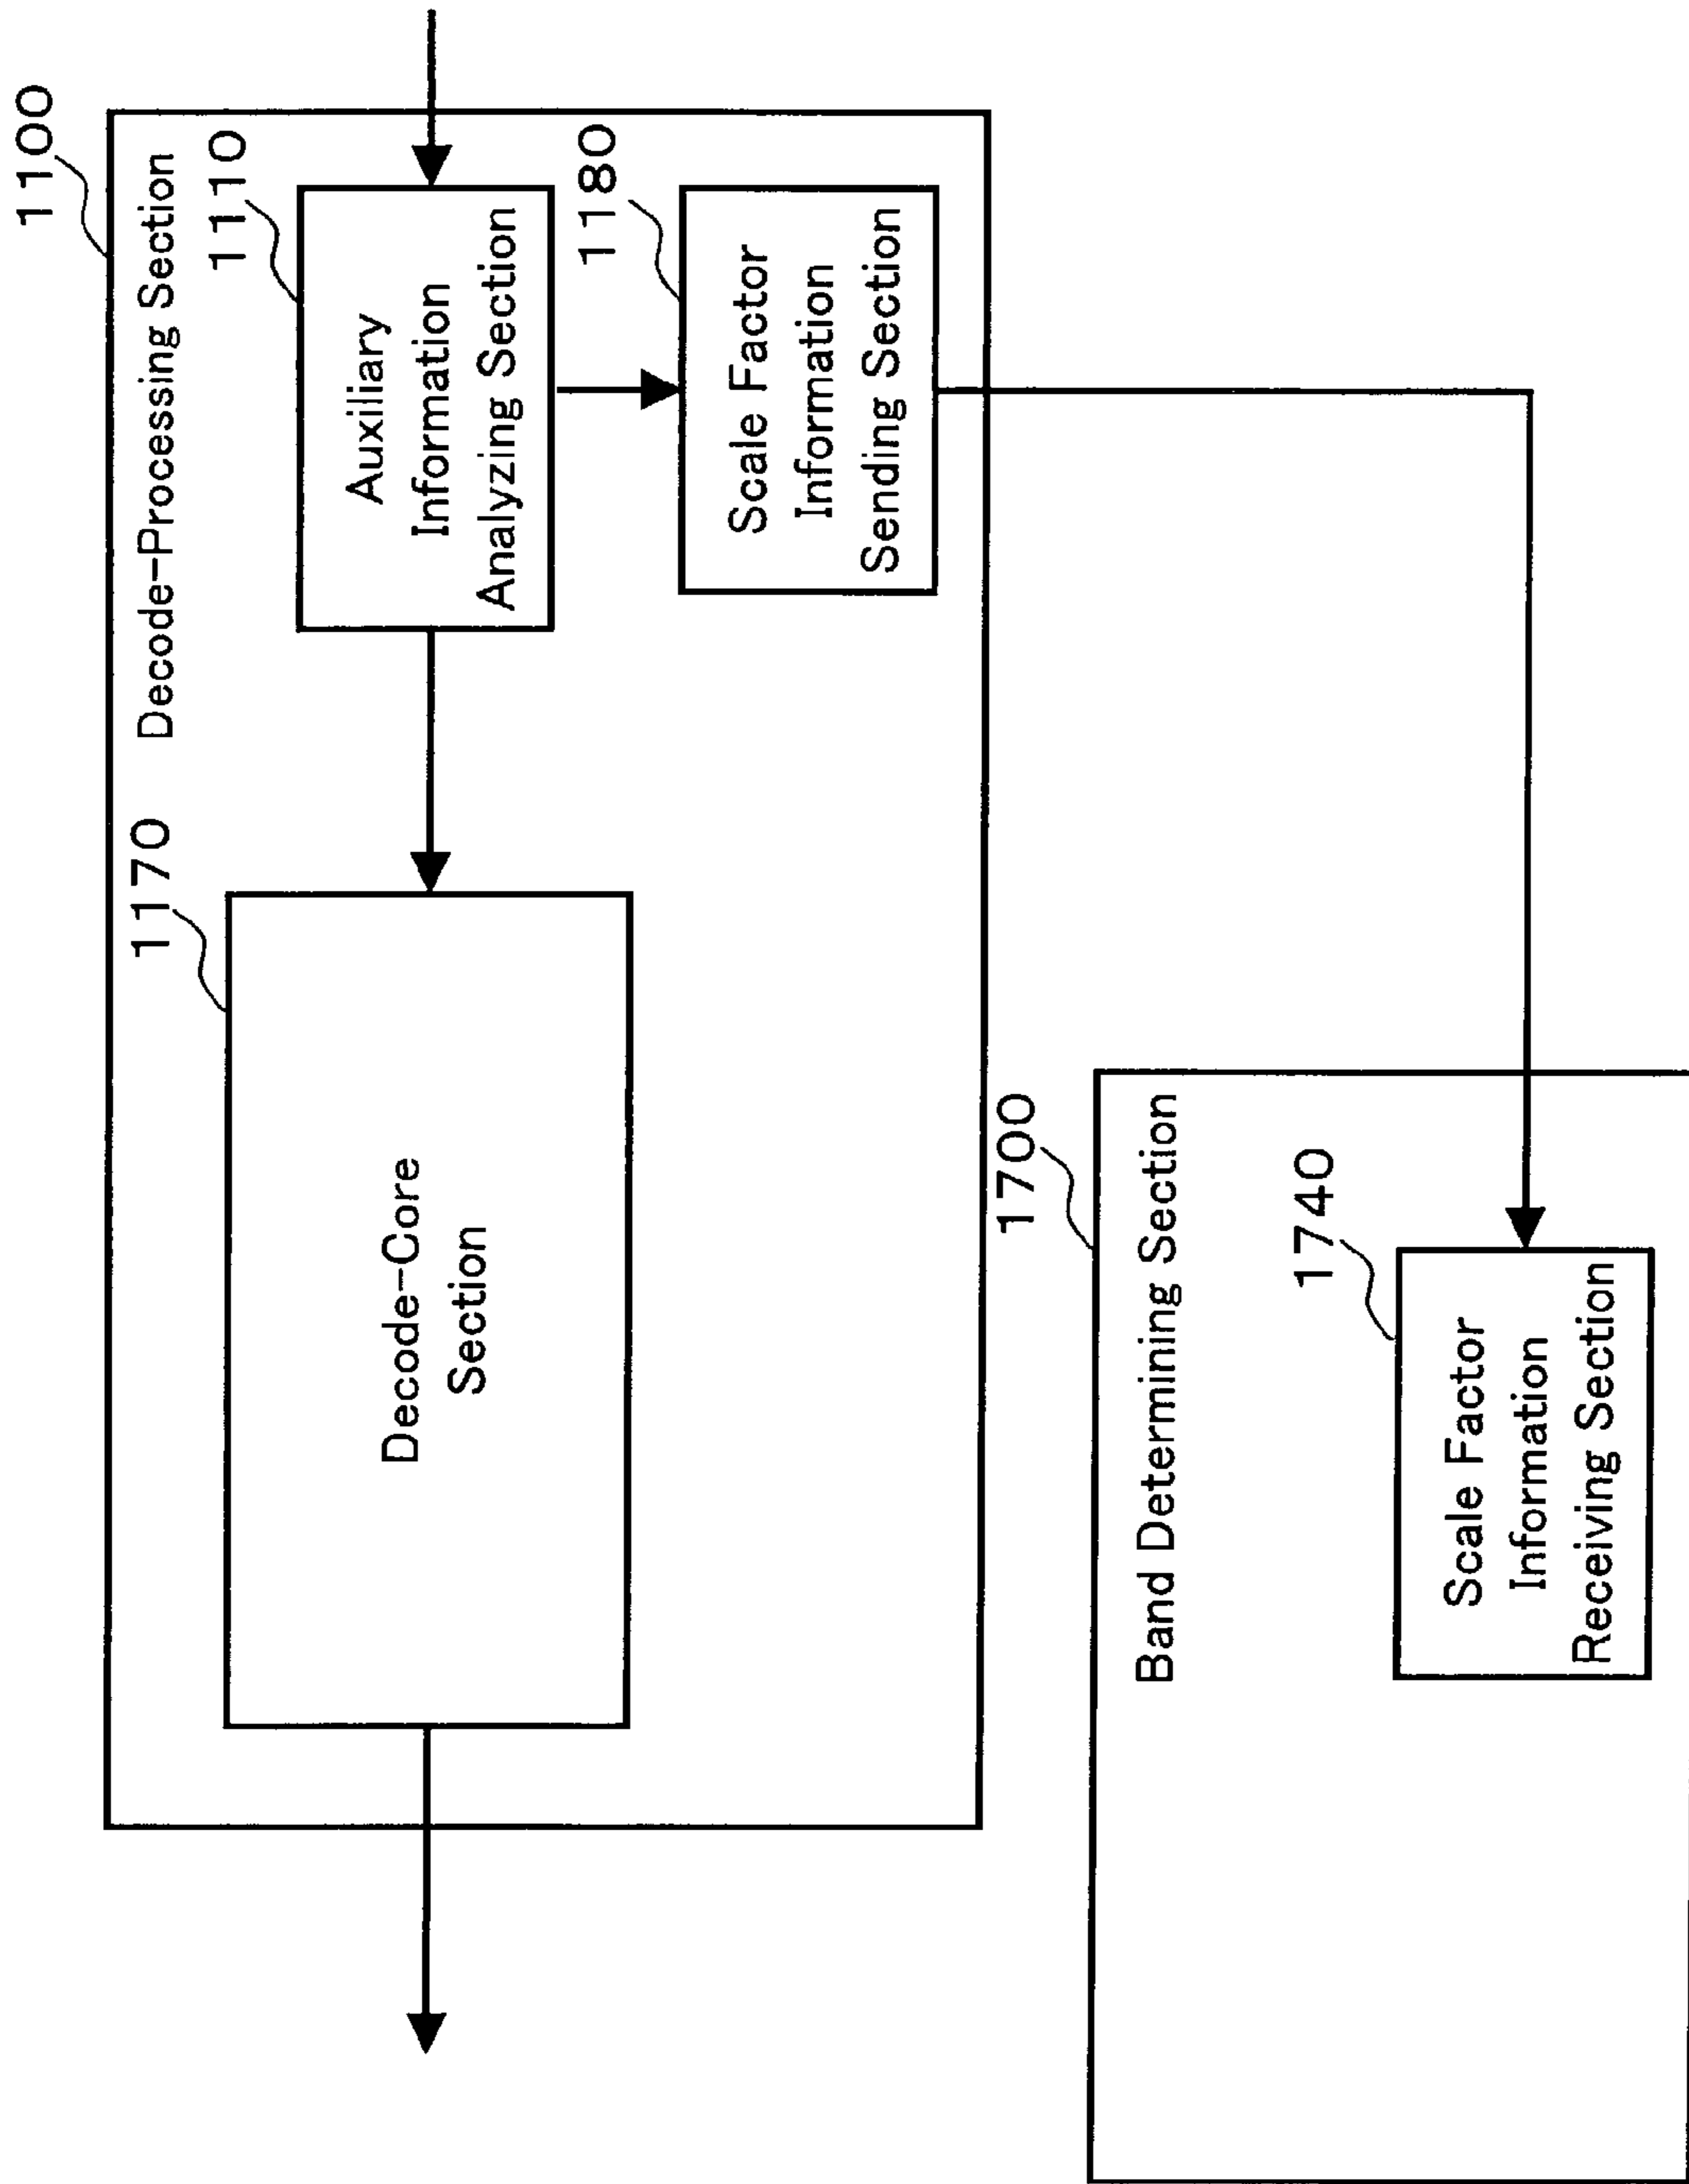 1100
Decode-Processing Section
1110
Auxiliary
Information
Analyzing Section
1180
Scale Factor
Information
Sending Section
1170
Decode-Core
Section
1700
Band Determining Section
1740
Scale Factor
Information
Receiving Section